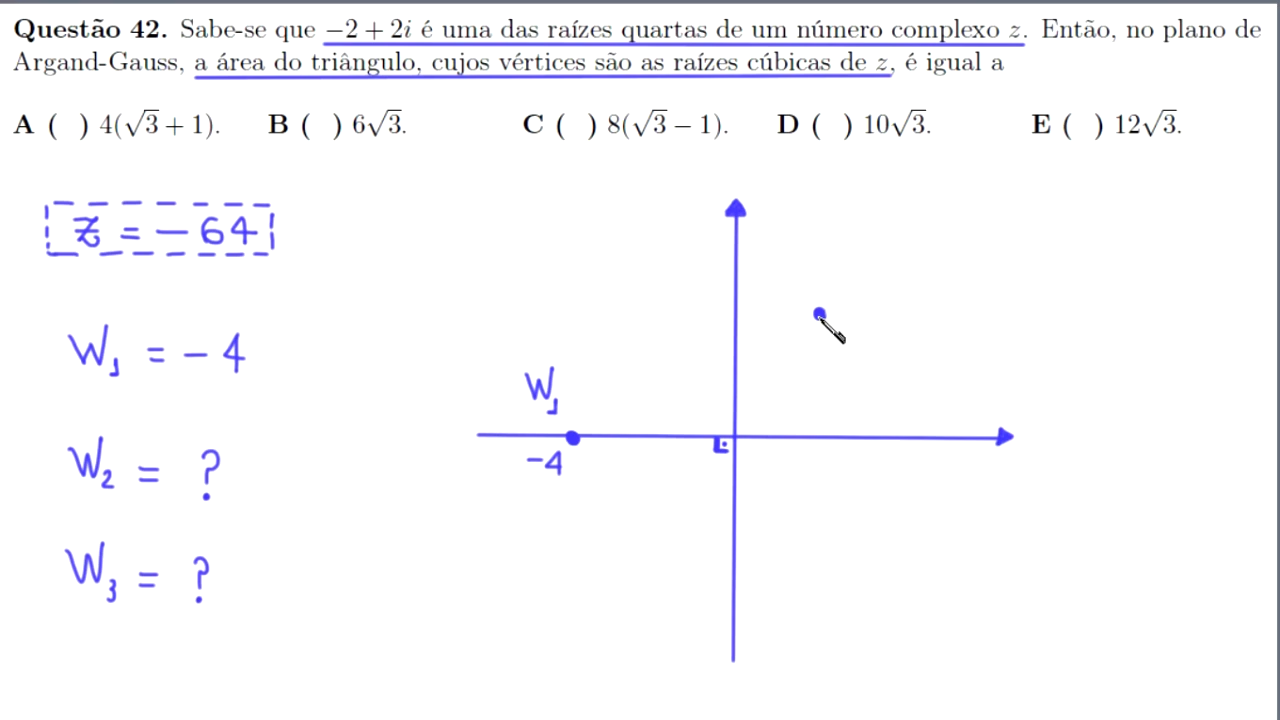 Questão 42. Sabe-se que −2 + 2i é uma das raízes quartas de um número complexo z. Então, no plano de
Argand-Gauss, a área do triângulo, cujos vértices são as raízes cúbicas de z, é igual a
A ( ) 4(√3 + 1). B ( ) 6√3. C ( ) 8(√3 − 1). D ( ) 10√3. E ( ) 12√3.
z = −64
W₁ = −4
W₁
−4
W₂ = ?
W₃ = ?